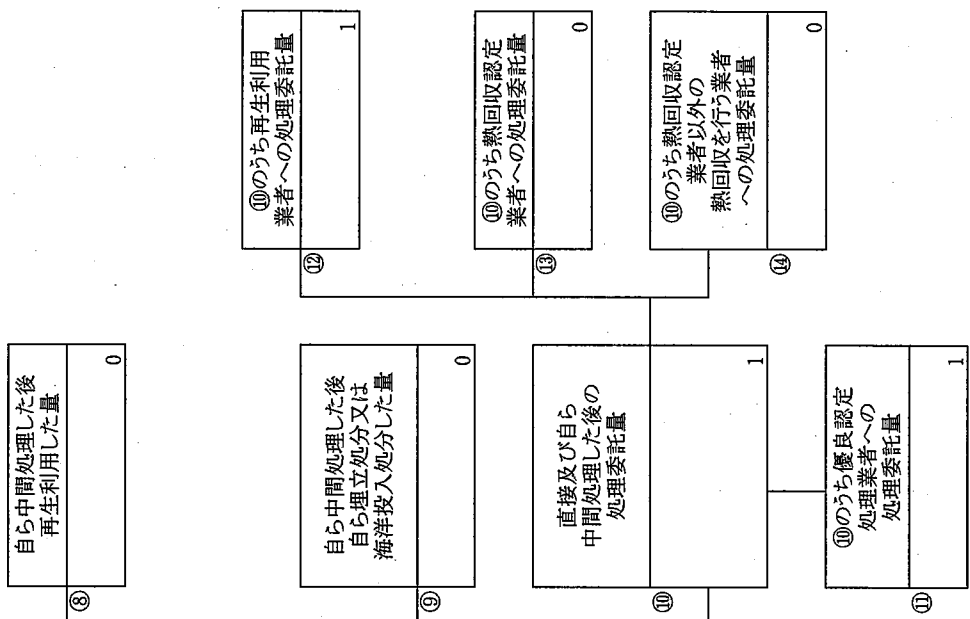 ⑧
自ら中間処理した後
再生利用した量
0
⑨
自ら中間処理した後
自ら埋立処分又は
海洋投入処分した量
0
⑩
直接及び自ら
中間処理した後の
処理委託量
1
⑪
⑩のうち優良認定
処理業者への
処理委託量
1
⑫
⑩のうち再生利用
業者への処理委託量
1
⑬
⑩のうち熱回収認定
業者への処理委託量
0
⑭
⑩のうち熱回収認定
業者以外の
熱回収を行う業者
への処理委託量
0